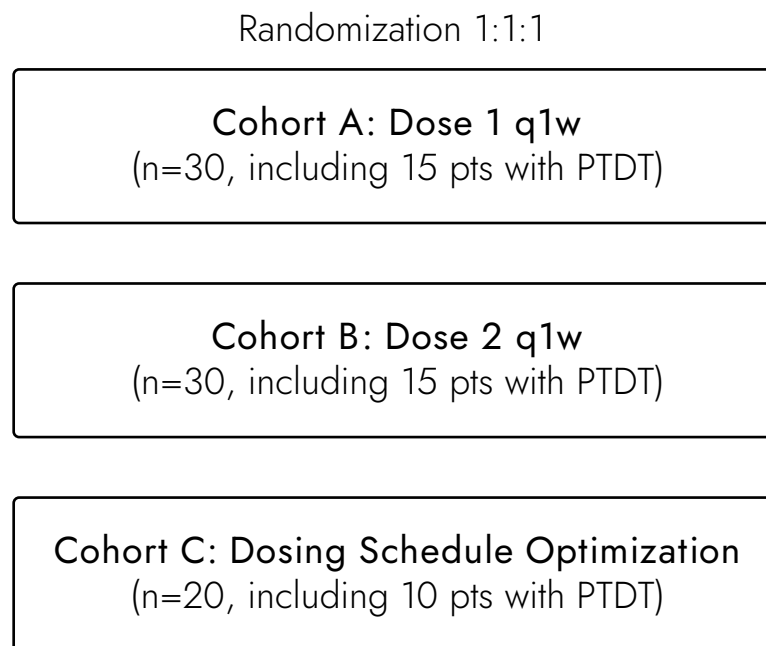 Randomization 1:1:1
Cohort A: Dose 1 q1w
(n=30, including 15 pts with PTDT)
Cohort B: Dose 2 q1w
(n=30, including 15 pts with PTDT)
Cohort C: Dosing Schedule Optimization
(n=20, including 10 pts with PTDT)